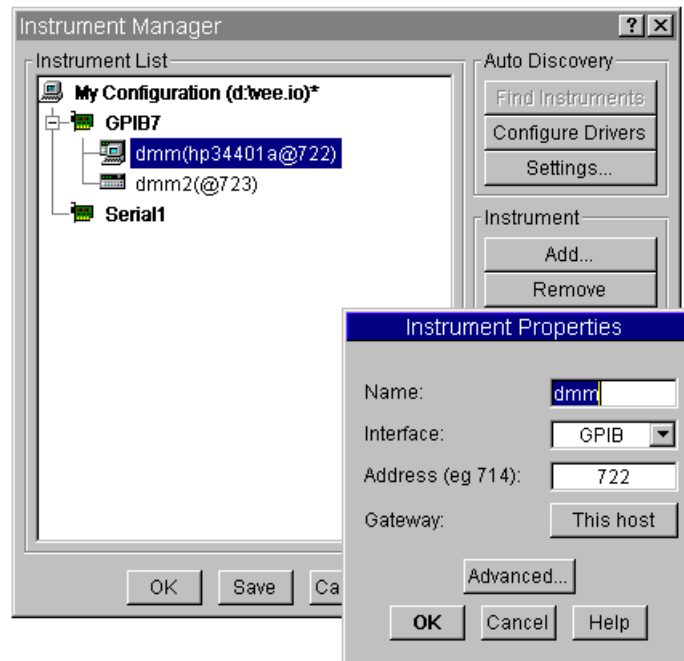 Instrument Manager
Instrument List
My Configuration (d:\vee.io)*
GPIB7
dmm(hp34401a@722)
dmm2(@723)
Serial1
Auto Discovery
Find Instruments
Configure Drivers
Settings...
Instrument
Add...
Remove
OK Save Ca
Instrument Properties
Name: dmm
Interface: GPIB
Address (eg 714): 722
Gateway: This host
Advanced...
OK Cancel Help